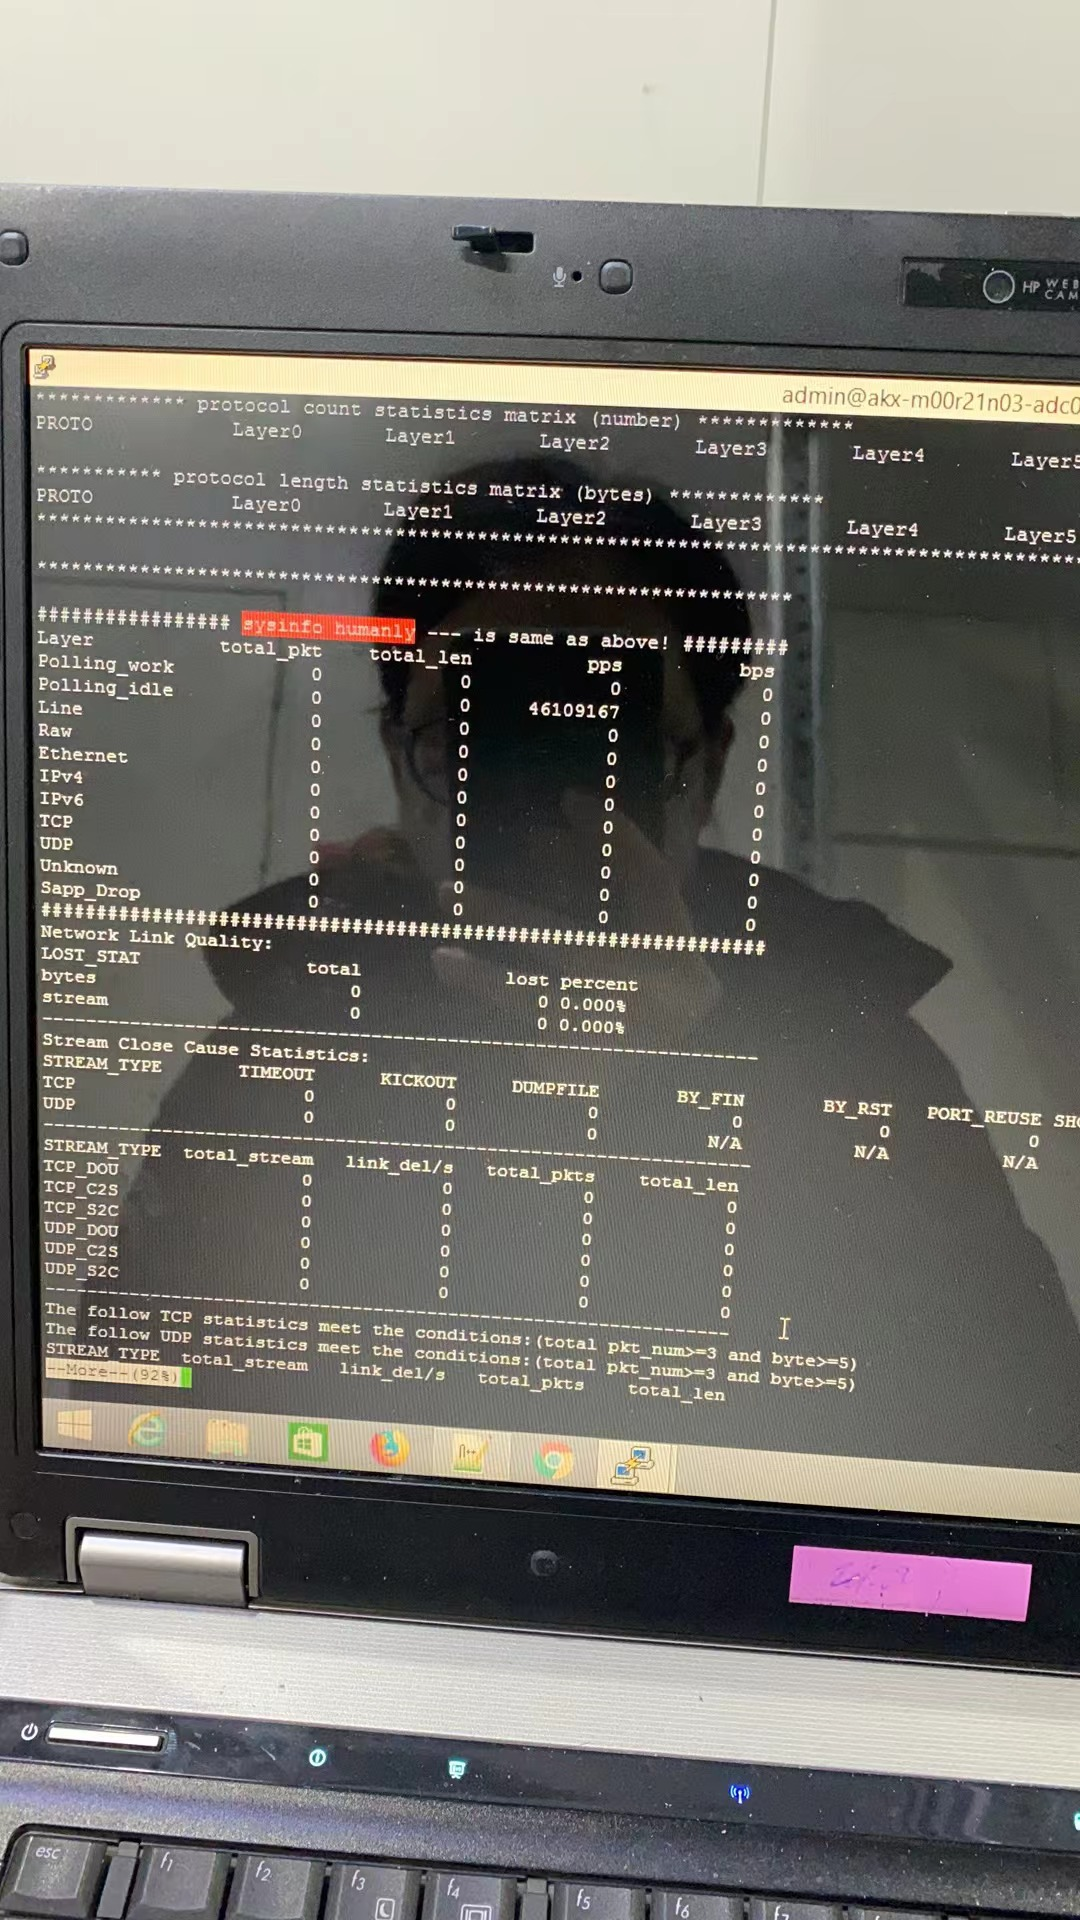 HP WEB
CAM
admin@akx-m00r21n03-adc0
************* protocol count statistics matrix (number) *************
PROTO Layer0 Layer1 Layer2 Layer3 Layer4 Layer5
*********** protocol length statistics matrix (bytes) *************
PROTO Layer0 Layer1 Layer2 Layer3 Layer4 Layer5
################# sysinfo humanly --- is same as above! #########
Layer total_pkt total_len pps bps
Polling_work 0 0 0 0
Polling_idle 0 0 46109167 0
Line 0 0 0 0
Raw 0 0 0 0
Ethernet 0 0 0 0
IPv4 0 0 0 0
IPv6 0 0 0 0
TCP 0 0 0 0
UDP 0 0 0 0
Unknown 0 0 0 0
Sapp_Drop 0 0 0 0
Network Link Quality:
LOST_STAT total lost percent
bytes 0 0 0.000%
stream 0 0 0.000%
Stream Close Cause Statistics:
STREAM_TYPE TIMEOUT KICKOUT DUMPFILE BY_FIN BY_RST PORT_REUSE
TCP 0 0 0 0 0 0
UDP 0 0 0 N/A N/A N/A
STREAM_TYPE total_stream link_del/s total_pkts total_len
TCP_DOU 0 0 0 0
TCP_C2S 0 0 0 0
TCP_S2C 0 0 0 0
UDP_DOU 0 0 0 0
UDP_C2S 0 0 0 0
UDP_S2C 0 0 0 0
The follow TCP statistics meet the conditions:(total pkt_num>=3 and byte>=5)
The follow UDP statistics meet the conditions:(total pkt_num>=3 and byte>=5)
STREAM_TYPE total_stream link_del/s total_pkts total_len
--More--(92%)
esc f1 f2 f3 f4 f5 f6